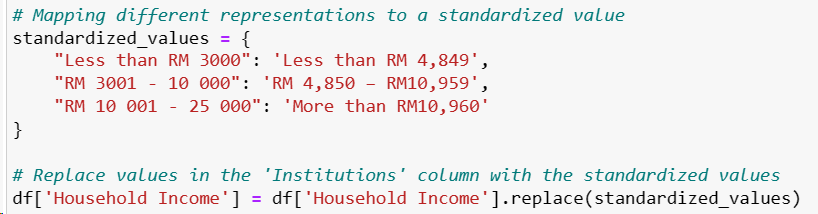 # Mapping different representations to a standardized value
standardized_values = {
    "Less than RM 3000": 'Less than RM 4,849',
    "RM 3001 - 10 000": 'RM 4,850 – RM10,959',
    "RM 10 001 - 25 000": 'More than RM10,960'
}
# Replace values in the 'Institutions' column with the standardized values
df['Household Income'] = df['Household Income'].replace(standardized_values)